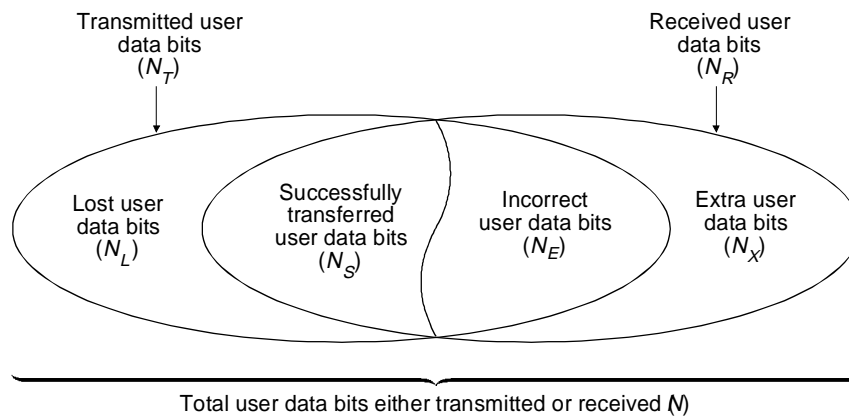 Transmitted user
data bits
(N_T)
Received user
data bits
(N_R)
Lost user
data bits
(N_L)
Successfully
transferred
user data bits
(N_S)
Incorrect
user data bits
(N_E)
Extra user
data bits
(N_X)
Total user data bits either transmitted or received (N)